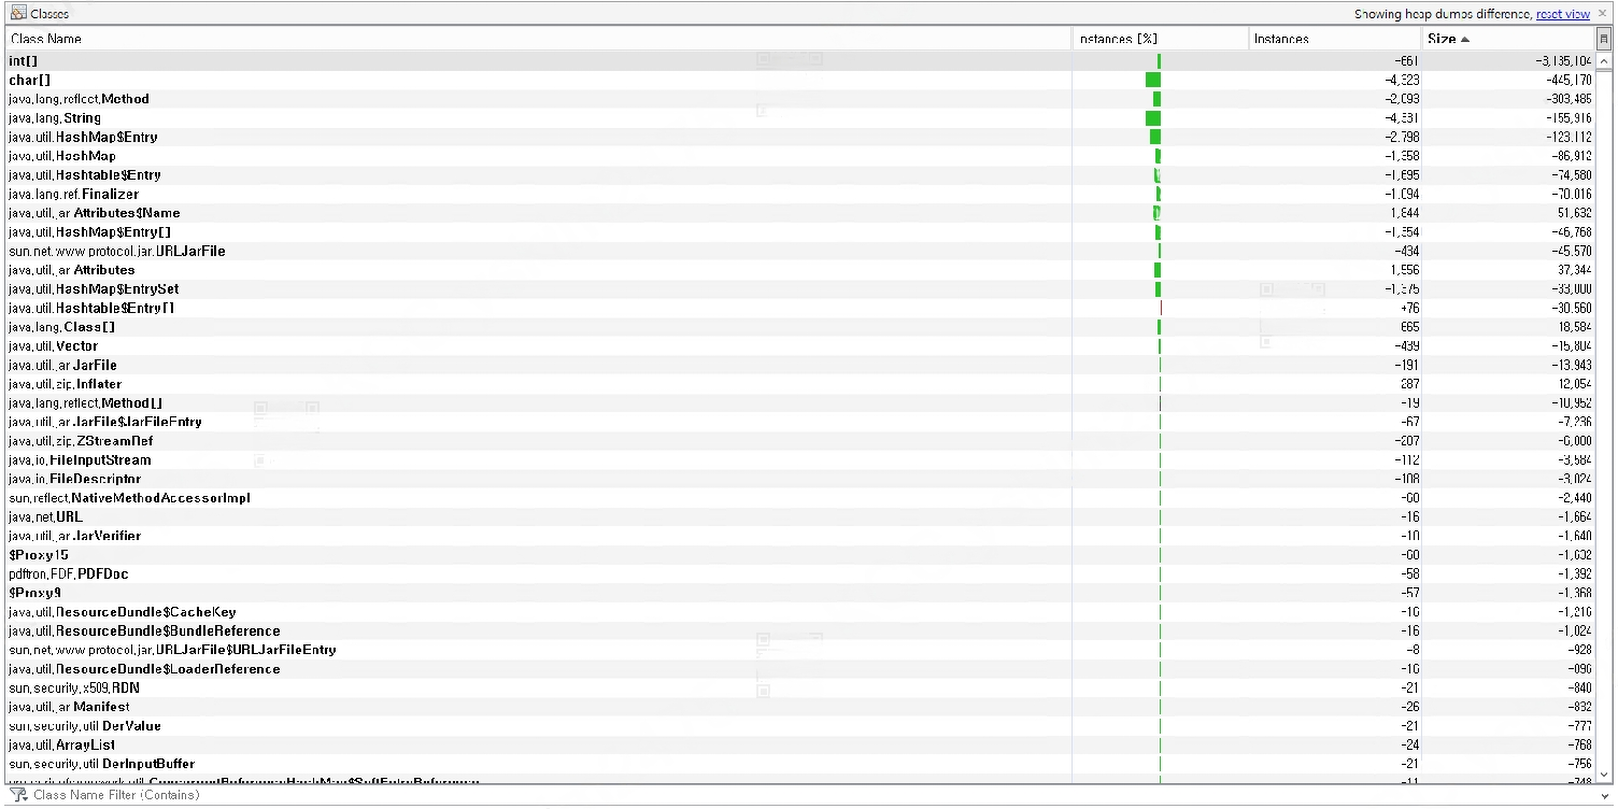 Classes Showing heap dumps difference, reset view
Class Name nstances [%] Instances Size
int[] -661 -3,135,104
char[] -4,323 -445,170
java.lang.reflect.Method -2,093 -303,485
java.lang.String -4,331 -155,916
java.util.HashMap$Entry -2.798 -123.112
java.util.HashMap -1,358 -86,912
java.util.Hashtable$Entry -1,695 -74,580
java.lang.ref.Finalizer -1.094 -70.016
java.util.jar Attributes$Name 1,844 51,632
java.util.HashMap$Entry[] -1,354 -46,768
sun.net.www protocol.jar.URLJarFile -434 -45.570
java.util.jar Attributes 1,556 37,344
java.util.HashMap$EntrySet -1,375 -33,000
java.util.Hashtable$Entry[] +76 -30.560
java.lang.Class[] 665 18,584
java.util.Vector -439 -15,804
java.util.jar JarFile -191 -13.943
java.util.zip.Inflater 287 12,054
java.lang.reflect.Method[] -19 -10,952
java.util.jar JarFile$JarFileEntry -67 -7,236
java.util.zip.ZStreamRef -207 -6,000
java.io.FileInputStream -112 -3,584
java.io.FileDescriptor -108 -3,024
sun.reflect.NativeMethodAccessorImpl -60 -2,440
java.net.URL -16 -1,664
java.util.jar JarVerifier -10 -1,640
$Proxy15 -60 -1,632
pdftron.PDF.PDFDoc -58 -1,392
$Proxy9 -57 -1,368
java.util.ResourceBundle$CacheKey -16 -1,216
java.util.ResourceBundle$BundleReference -16 -1,024
sun.net.www protocol.jar.URLJarFile$URLJarFileEntry -8 -928
java.util.ResourceBundle$LoaderReference -16 -896
sun.security.x509.RDN -21 -840
java.util.jar Manifest -26 -832
sun.security.util DerValue -21 -777
java.util.ArrayList -24 -768
sun.security.util DerInputBuffer -21 -756
Class Name Filter (Contains)